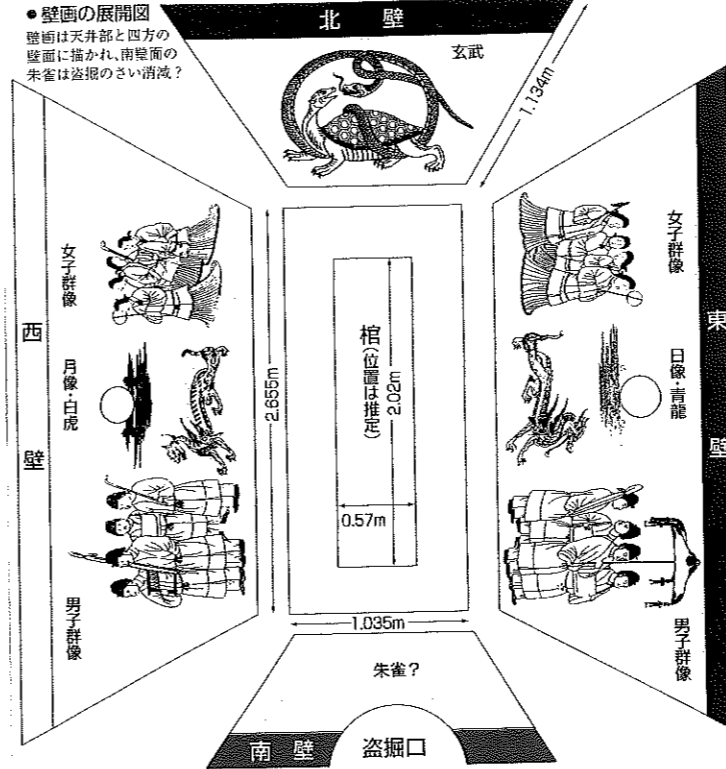 ●壁画の展開図
壁画は天井部と四方の
壁面に描かれ、南壁面の
朱雀は盗掘のさい消滅？
北壁
玄武
1.134m
西壁
女子群像
月像・白虎
男子群像
2.655m
棺(位置は推定)
2.02m
0.57m
1.035m
東壁
女子群像
日像・青龍
男子群像
朱雀？
南壁
盗掘口